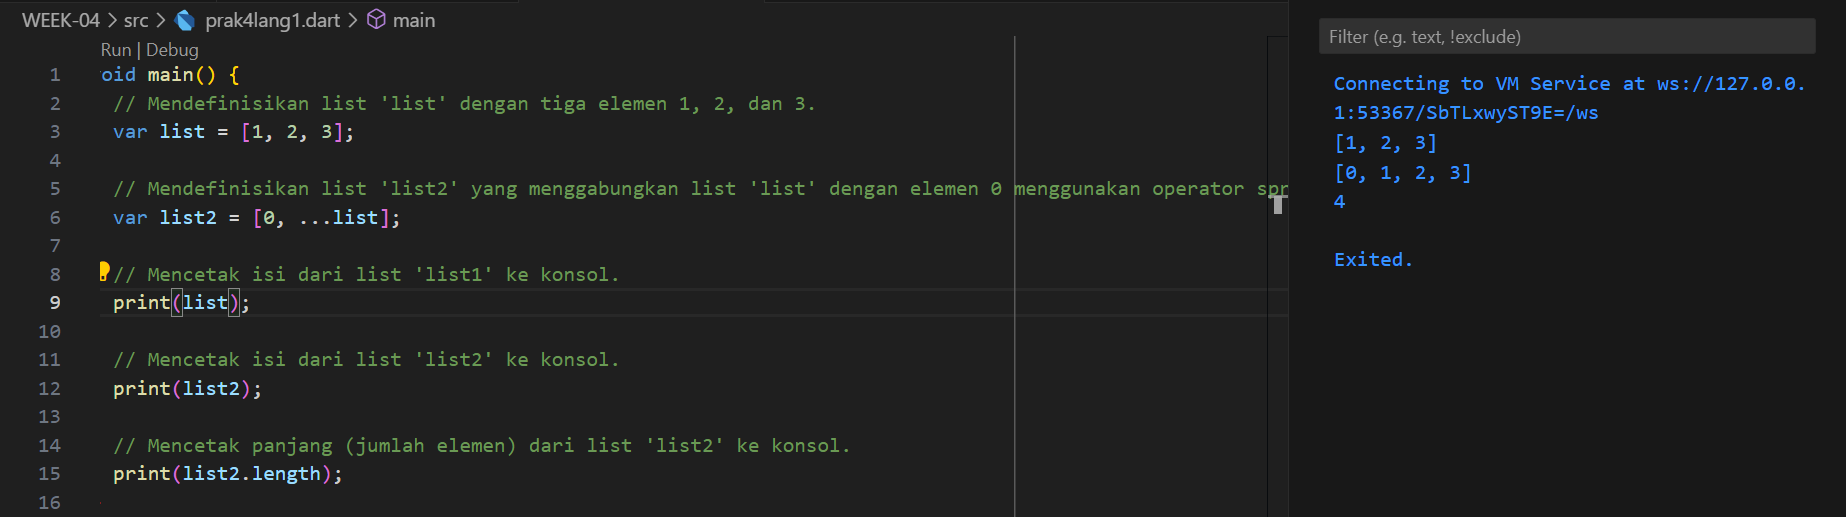 WEEK-04 > src > prak4lang1.dart > main
Run | Debug
1 oid main() {
2 // Mendefinisikan list 'list' dengan tiga elemen 1, 2, dan 3.
3 var list = [1, 2, 3];
4
5 // Mendefinisikan list 'list2' yang menggabungkan list 'list' dengan elemen 0 menggunakan operator spr
6 var list2 = [0, ...list];
7
8 // Mencetak isi dari list 'list1' ke konsol.
9 print(list);
10
11 // Mencetak isi dari list 'list2' ke konsol.
12 print(list2);
13
14 // Mencetak panjang (jumlah elemen) dari list 'list2' ke konsol.
15 print(list2.length);
16
Filter (e.g. text, !exclude)
Connecting to VM Service at ws://127.0.0.
1:53367/SbTLxwyST9E=/ws
[1, 2, 3]
[0, 1, 2, 3]
4
Exited.